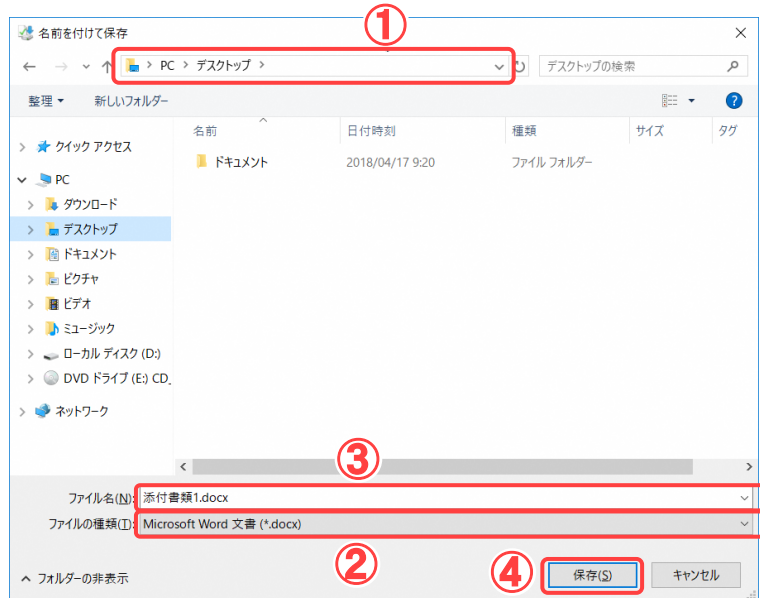 名前を付けて保存
①
PC デスクトップ
デスクトップの検索
整理 新しいフォルダー
?
名前 日付時刻 種類 サイズ タグ
ドキュメント 2018/04/17 9:20 ファイル フォルダー
クイック アクセス
PC
ダウンロード
デスクトップ
ドキュメント
ピクチャ
ビデオ
ミュージック
ローカル ディスク (D:)
DVD ドライブ (E:) CD_
ネットワーク
③
ファイル名(N): 添付書類1.docx
ファイルの種類(T): Microsoft Word 文書 (*.docx)
②
④
フォルダーの非表示
保存(S) キャンセル